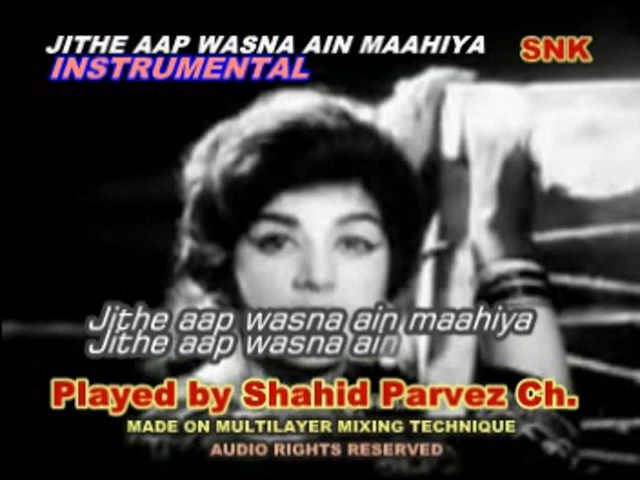 JITHE AAP WASNA AIN MAAHIYA
SNK
INSTRUMENTAL
Jithe aap wasna ain maahiya
Jithe aap wasna ain
Played by Shahid Parvez Ch.
MADE ON MULTILAYER MIXING TECHNIQUE
AUDIO RIGHTS RESERVED